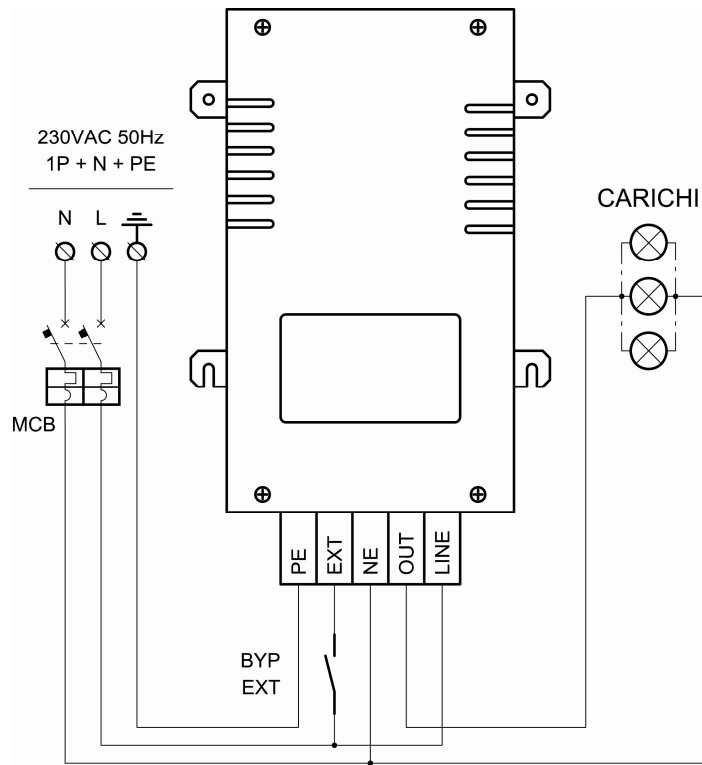 230VAC 50Hz
1P + N + PE
N L
CARICHI
MCB
PE
EXT
NE
OUT
LINE
BYP
EXT